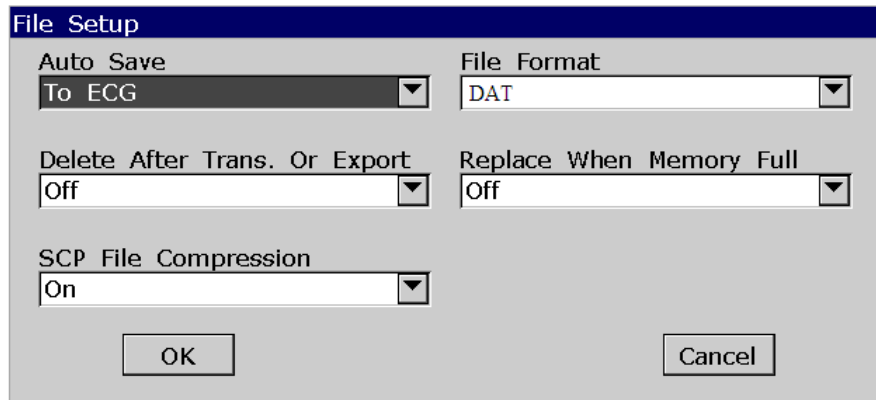 File Setup
Auto Save
File Format
To ECG
DAT
Delete After Trans. Or Export
Replace When Memory Full
Off
Off
SCP File Compression
On
OK
Cancel